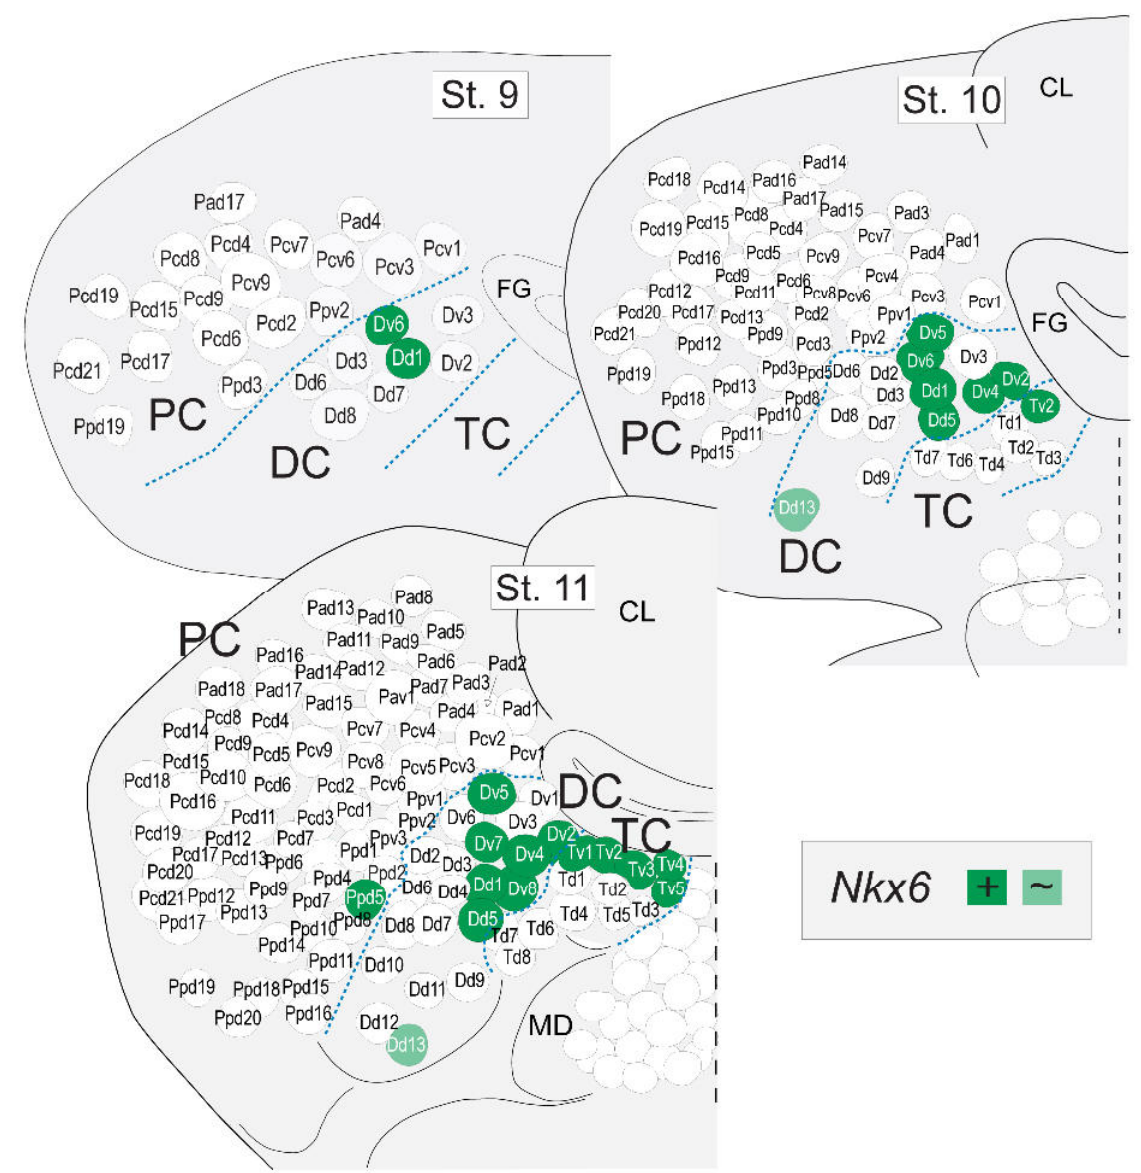 St. 9
Pad17
Pad4
Pcd8
Pcd4
Pcv7
Pcv6
Pcv3
Pcv1
Pcd19
Pcd15
Pcd9
Pcv9
Pcd2
Ppv2
Dv6
Dv3
FG
Pcd21
Pcd17
Pcd6
Ppd3
Dd3
Dd1
Dv2
Dd6
Dd7
Dd8
Ppd19
PC
DC
TC
St. 10
CL
Pad14
Pcd18
Pcd14
Pad16
Pad17
Pad15
Pad3
Pcd19
Pcd15
Pcd8
Pcd4
Pcv7
Pad4
Pad1
Pcd16
Pcd5
Pcv9
Pcd9
Pcd6
Pcv4
Pcd12
Pcd11
Pcv8
Pcv6
Pcv3
Pcv1
Pcd20
Pcd17
Pcd13
Pcd2
Ppv1
FG
Pcd21
Ppd12
Ppd9
Pcd3
Ppv2
Dv5
Ppd19
Ppd3
Ppd5
Dd6
Dd2
Dv6
Dv3
Ppd18
Ppd13
Ppd8
Dd3
Dd1
Dv4
Dv2
Tv2
Ppd10
Dd8
Dd7
Dd5
Td1
PC
Ppd11
Ppd15
Td7
Td6
Td4
Td2
Td3
Dd9
Dd13
TC
DC
St. 11
CL
PC
Pad13
Pad10
Pad8
Pad11
Pad9
Pad5
Pad16
Pad14
Pad12
Pad6
Pad2
Pad18
Pad17
Pad15
Pav1
Pad7
Pad3
Pcd14
Pcd8
Pcd4
Pcv7
Pcv4
Pad4
Pad1
Pcd15
Pcd9
Pcd5
Pcv9
Pcv8
Pcv5
Pcv3
Pcv2
Pcv1
Pcd18
Pcd10
Pcd6
Pcd2
Pcv6
Pcd16
Pcd11
Pcd3
Pcd1
Ppv1
Dv5
Dv1
DC
Pcd19
Pcd12
Pcd7
Ppv3
Ppv2
Dv6
Dv3
TC
Pcd17
Pcd13
Ppd6
Ppd1
Dd2
Dv7
Dv4
Dv2
Tv1
Tv2
Tv3
Tv4
Pcd20
Ppd4
Ppd2
Dd3
Pcd21
Ppd12
Ppd9
Ppd7
Ppd5
Dd6
Dd4
Dd1
Dv8
Td1
Td2
Tv5
Ppd17
Ppd13
Ppd10
Ppd8
Dd8
Dd7
Dd5
Td7
Td6
Td4
Td5
Td3
Ppd14
Ppd11
Dd10
Td8
Ppd19
Ppd18
Ppd15
Dd11
Dd9
Ppd20
Ppd16
Dd12
Dd13
MD
Nkx6 + ~